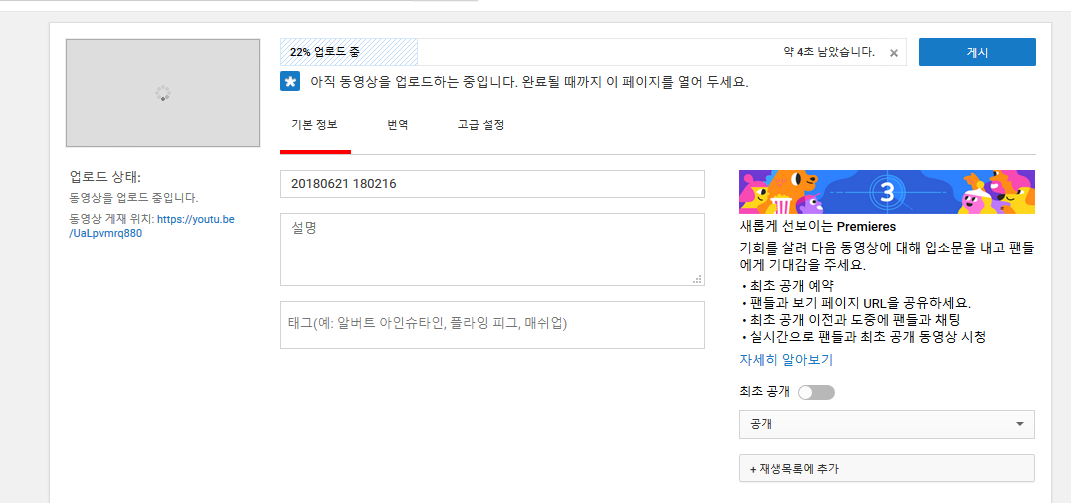 22% 업로드 중
약 4초 남았습니다.
게시
아직 동영상을 업로드하는 중입니다. 완료될 때까지 이 페이지를 열어 두세요.
기본 정보
번역
고급 설정
업로드 상태:
동영상을 업로드 중입니다.
동영상 게재 위치: https://youtu.be
/UaLpvmrq880
20180621 180216
설명
태그(예: 알버트 아인슈타인, 플라잉 피그, 매쉬업)
3
새롭게 선보이는 Premieres
기회를 살려 다음 동영상에 대해 입소문을 내고 팬들
에게 기대감을 주세요.
• 최초 공개 예약
• 팬들과 보기 페이지 URL을 공유하세요.
• 최초 공개 이전과 도중에 팬들과 채팅
• 실시간으로 팬들과 최초 공개 동영상 시청
자세히 알아보기
최초 공개
공개
+ 재생목록에 추가